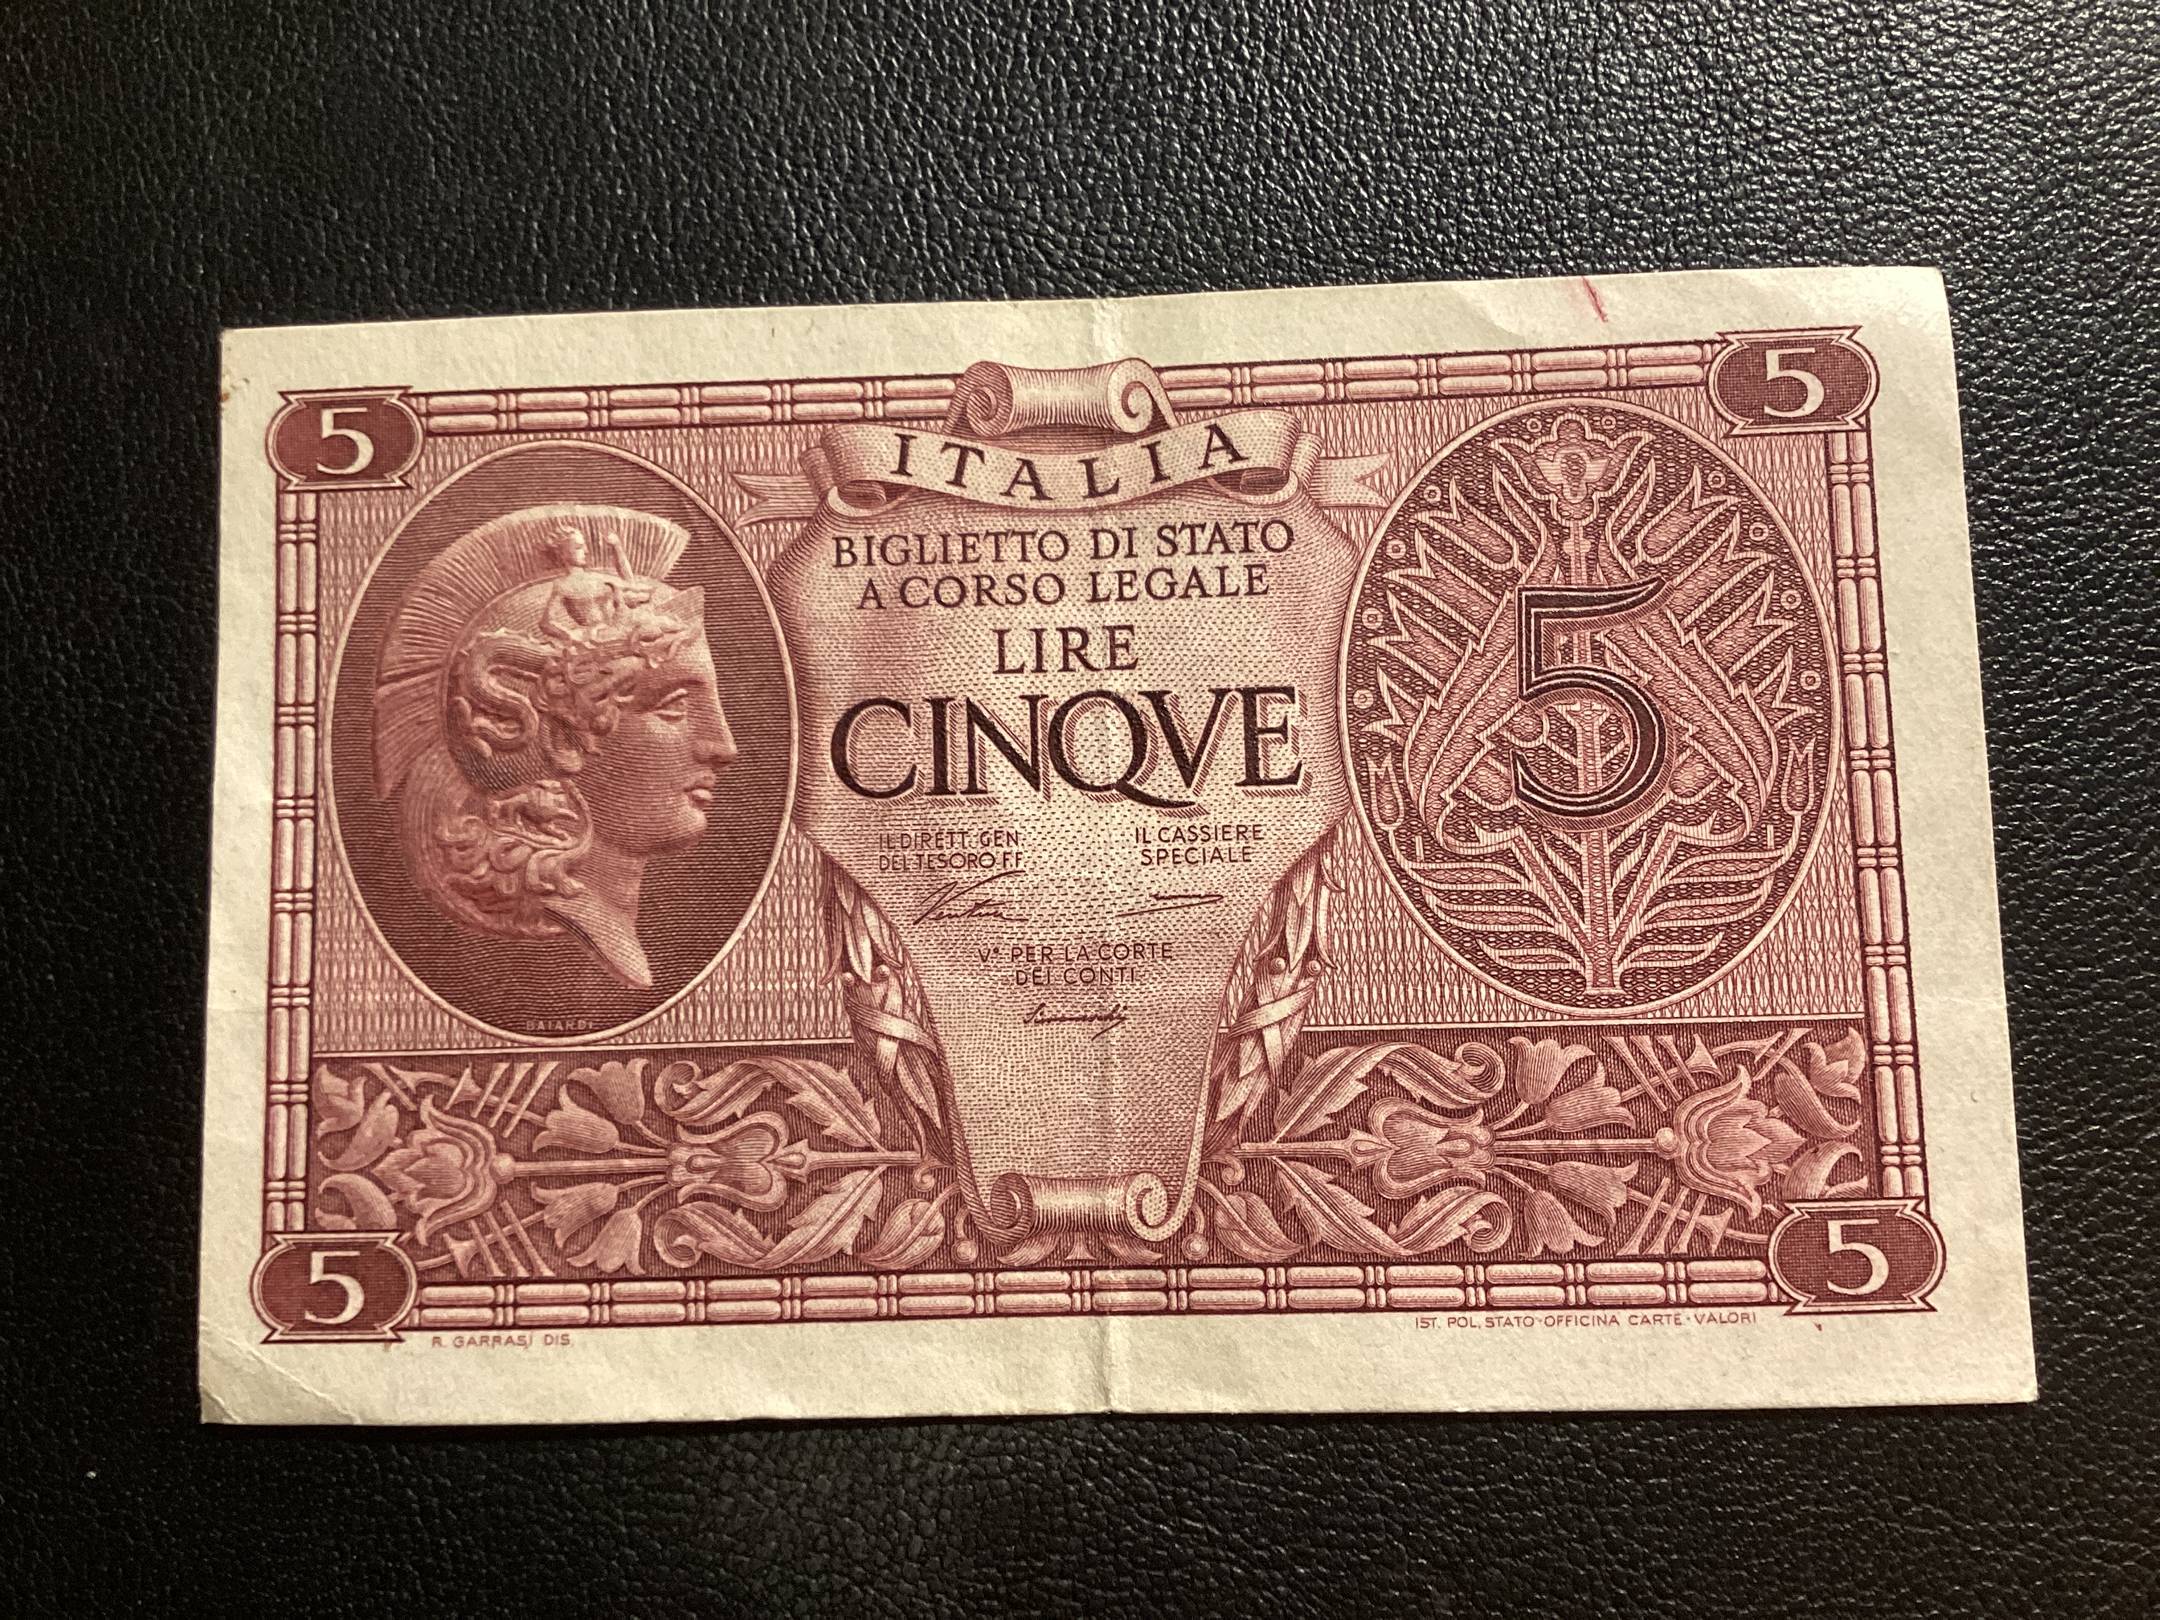 5
5
ITALIA
BIGLIETTO DI STATO
A CORSO LEGALE
LIRE
CINQVE
5
IL DIRETT. GEN.
DEL TESORO F.F.
IL CASSIERE
SPECIALE
Vº PER LA CORTE
DEI CONTI
BAIARDI
5
5
R. GARRASI DIS.
IST. POL. STATO-OFFICINA CARTE-VALORI